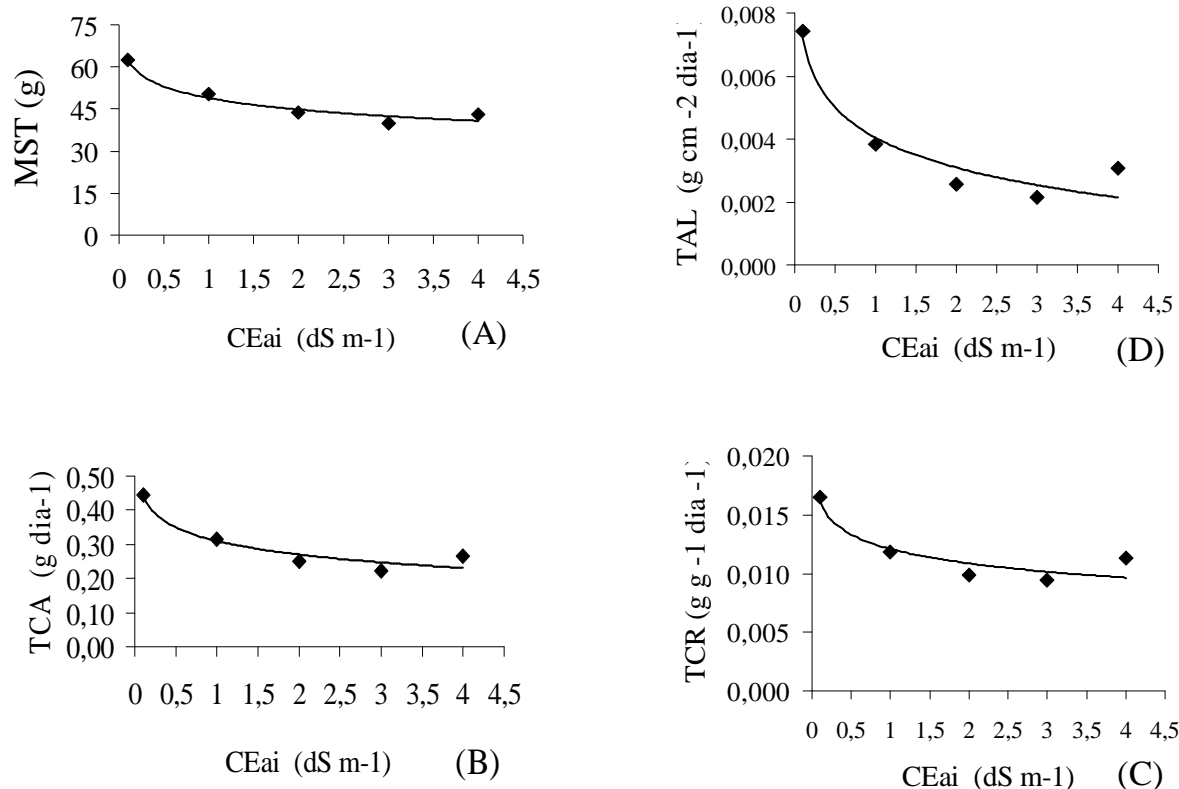 MST (g)
75
60
45
30
15
0
0 0,5 1 1,5 2 2,5 3 3,5 4 4,5
CEai (dS m-1)
(A)
TAL (g cm -2 dia-1)
0,008
0,006
0,004
0,002
0,000
0 0,5 1 1,5 2 2,5 3 3,5 4 4,5
CEai (dS m-1)
(D)
TCA (g dia-1)
0,50
0,40
0,30
0,20
0,10
0,00
0 0,5 1 1,5 2 2,5 3 3,5 4 4,5
CEai (dS m-1)
(B)
TCR (g g -1 dia -1)
0,020
0,015
0,010
0,005
0,000
0 0,5 1 1,5 2 2,5 3 3,5 4 4,5
CEai (dS m-1)
(C)